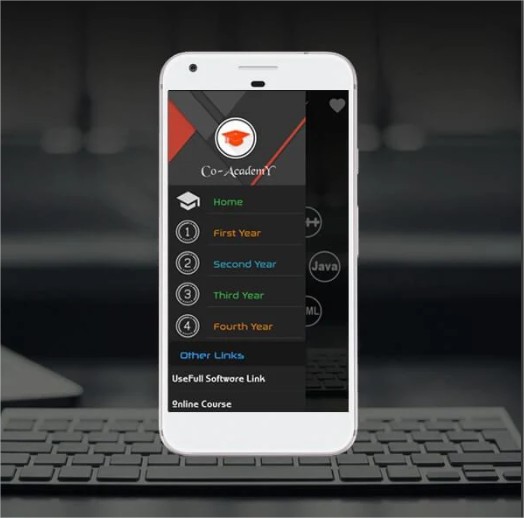 Co-AcademY
Home
1
First Year
2
Second Year
Java
3
Third Year
ML
4
Fourth Year
Other Links
UseFull Software Link
Online Course